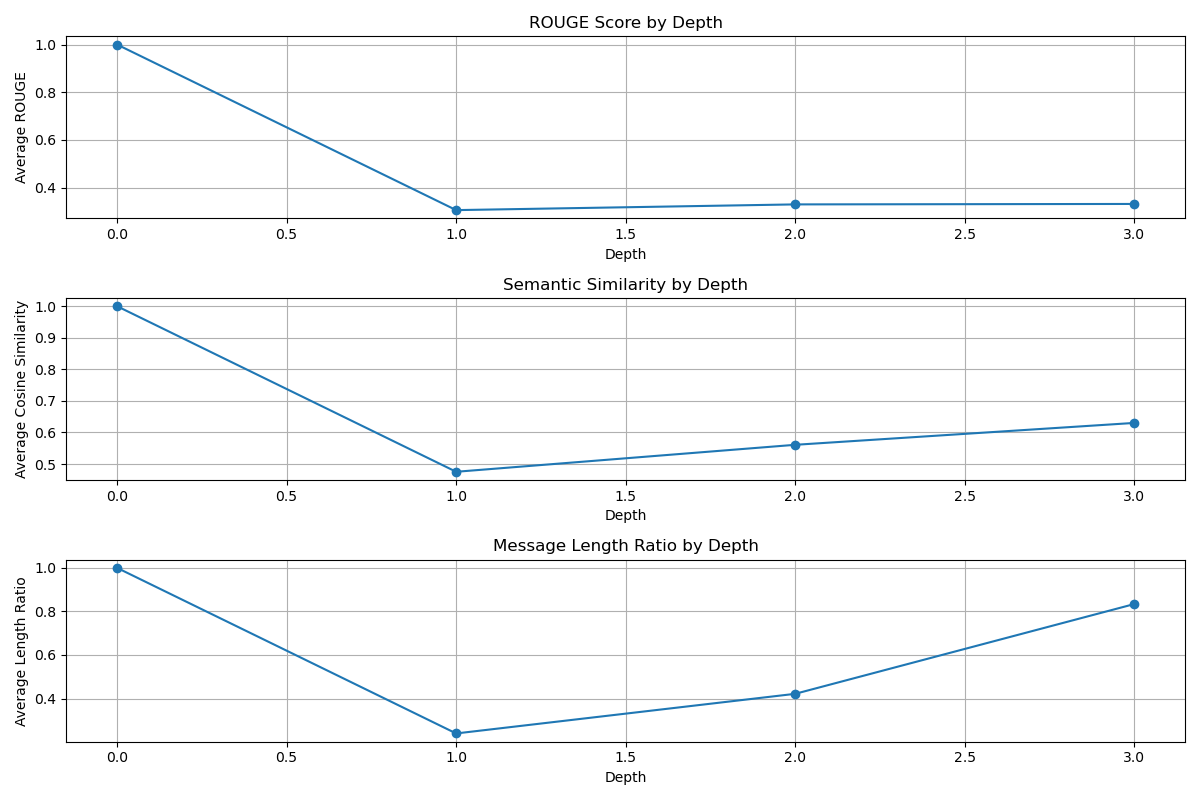 ROUGE Score by Depth
Average ROUGE
1.0
0.8
0.6
0.4
0.0 0.5 1.0 1.5 2.0 2.5 3.0
Depth
Semantic Similarity by Depth
Average Cosine Similarity
1.0
0.9
0.8
0.7
0.6
0.5
0.0 0.5 1.0 1.5 2.0 2.5 3.0
Depth
Message Length Ratio by Depth
Average Length Ratio
1.0
0.8
0.6
0.4
0.0 0.5 1.0 1.5 2.0 2.5 3.0
Depth